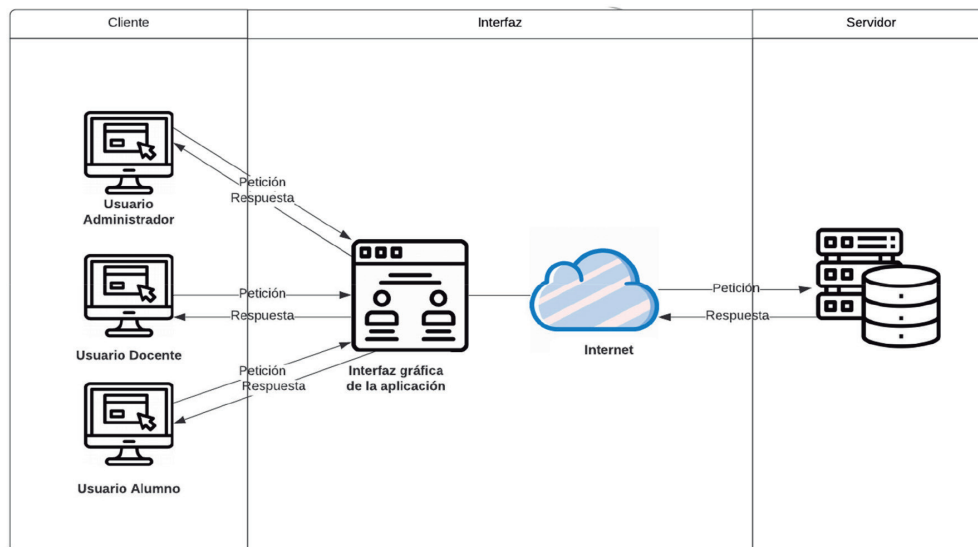 Cliente
Interfaz
Servidor
Petición
Respuesta
Usuario
Administrador
Petición
Respuesta
Usuario Docente
Petición
Respuesta
Usuario Alumno
Interfaz gráfica
de la aplicación
Internet
Petición
Respuesta